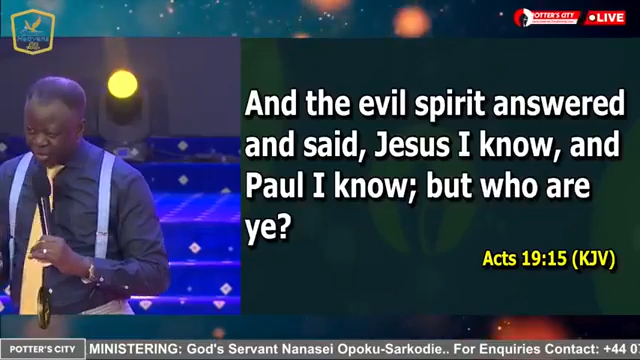 POTTER'S CITY
LIVE
And the evil spirit answered
and said, Jesus I know, and
Paul I know; but who are
ye?
Acts 19:15 (KJV)
POTTER'S CITY
MINISTERING: God's Servant Nanasei Opoku-Sarkodie.. For Enquiries Contact: +44 0